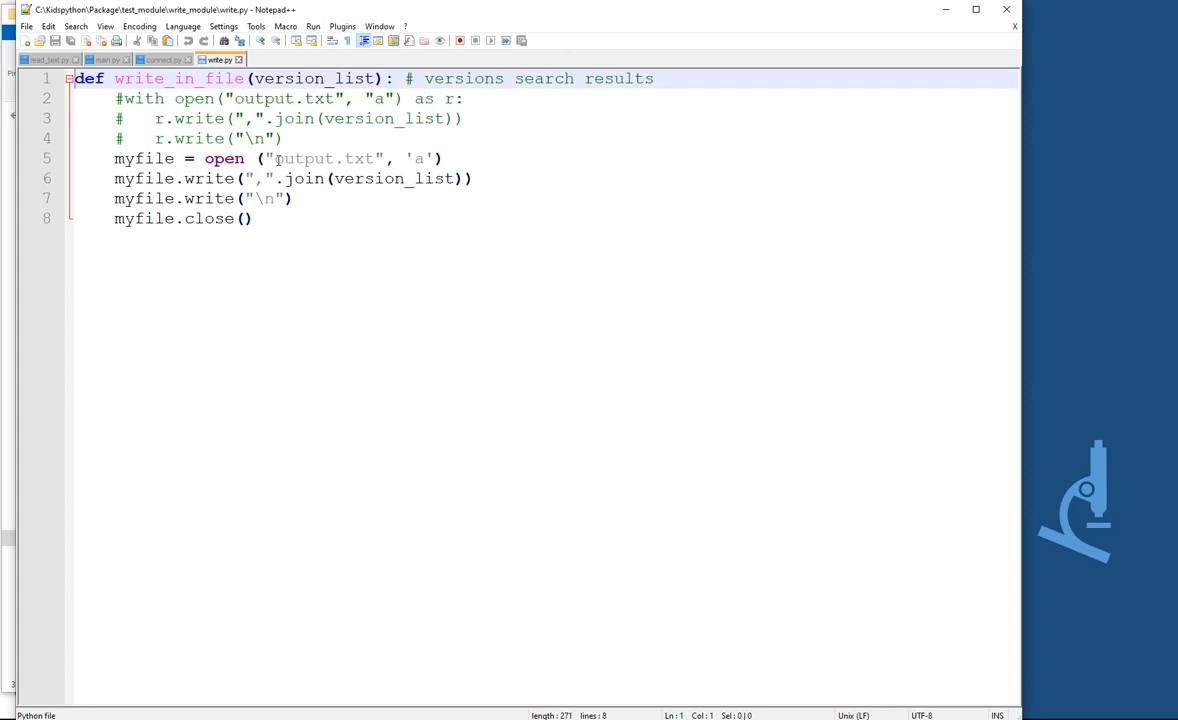 C:\Kidspython\Package\test_module\write_module\write.py - Notepad++
File Edit Search View Encoding Language Settings Tools Macro Run Plugins Window ?
X
read_text.py main.py connect.py write.py
1 def write_in_file(version_list): # versions search results
2 #with open("output.txt", "a") as r:
3 #   r.write(",".join(version_list))
4 #   r.write("\n")
5 myfile = open ("output.txt", 'a')
6 myfile.write(",".join(version_list))
7 myfile.write("\n")
8 myfile.close()
Python file length : 271 lines : 8 Ln : 1 Col : 1 Sel : 0 | 0 Unix (LF) UTF-8 INS